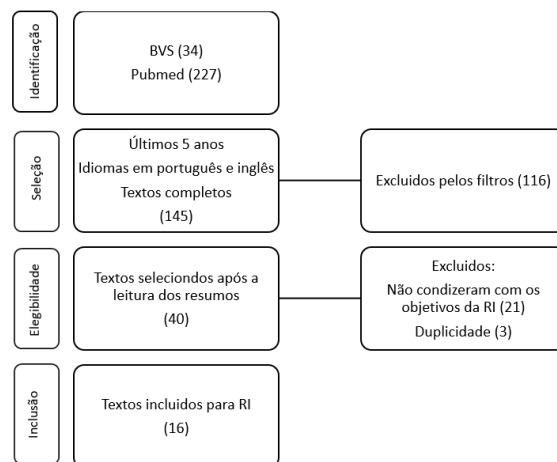 Identificação
BVS (34)
Pubmed (227)
Seleção
Últimos 5 anos
Idiomas em português e inglês
Textos completos
(145)
Excluidos pelos filtros (116)
Elegibilidade
Textos seleciondos após a
leitura dos resumos
(40)
Excluidos:
Não condizeram com os
objetivos da RI (21)
Duplicidade (3)
Inclusão
Textos incluidos para RI
(16)